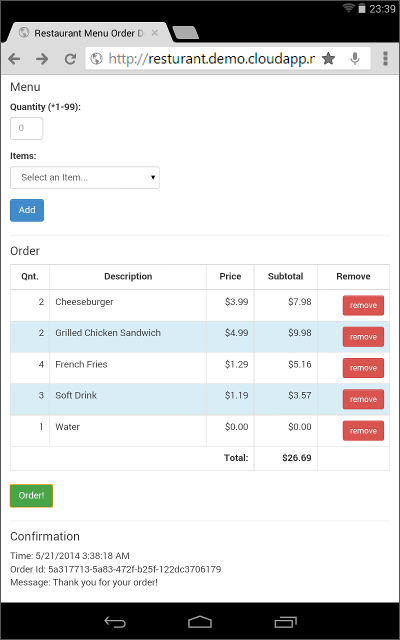 23:39
Restaurant Menu Order D
http://resturant.demo.cloudapp.r
Menu
Quantity (*1-99):
0
Items:
Select an Item...
Add
Order
Qnt. Description Price Subtotal Remove
2 Cheeseburger $3.99 $7.98 remove
2 Grilled Chicken Sandwich $4.99 $9.98 remove
4 French Fries $1.29 $5.16 remove
3 Soft Drink $1.19 $3.57 remove
1 Water $0.00 $0.00 remove
Total: $26.69
Order!
Confirmation
Time: 5/21/2014 3:38:18 AM
Order Id: 5a317713-5a83-472f-b25f-122dc3706179
Message: Thank you for your order!